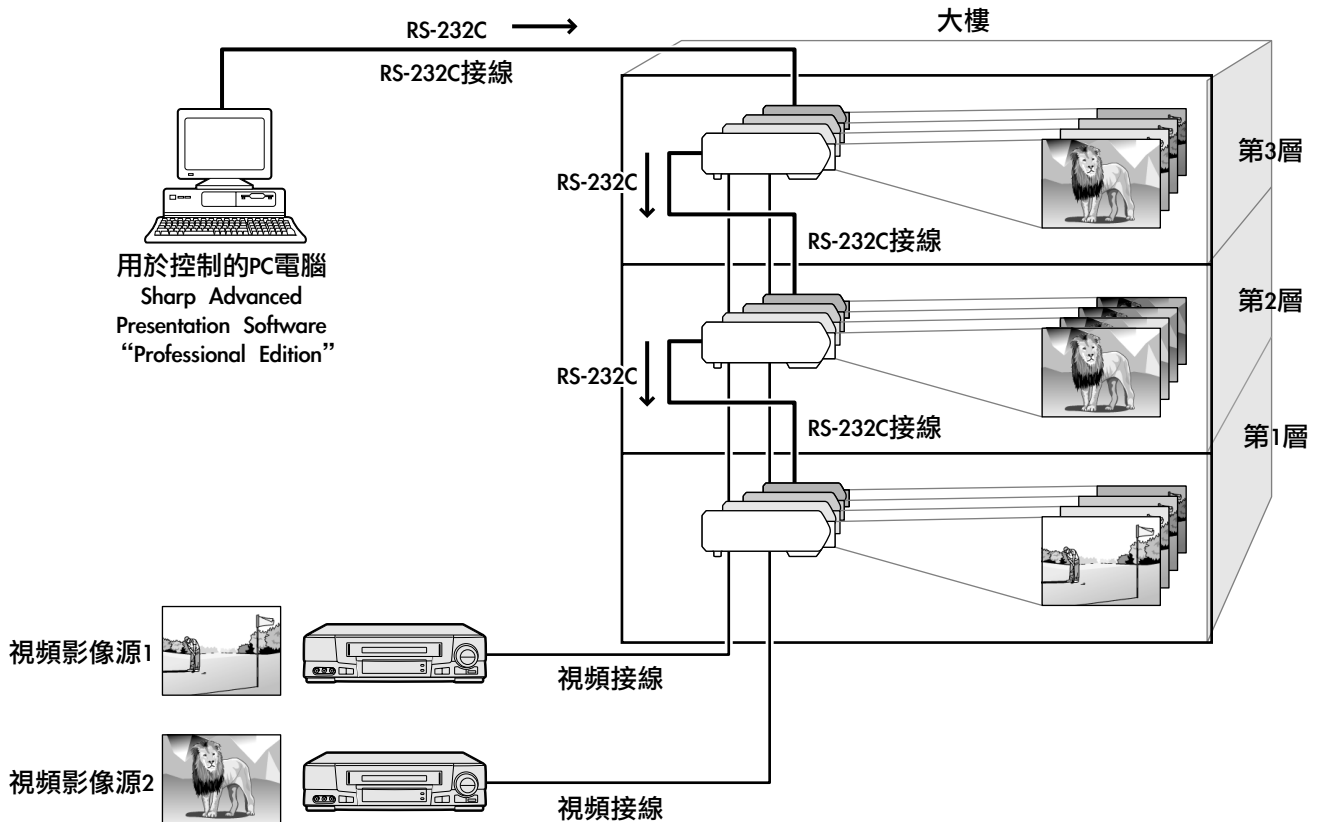 大樓
RS-232C
RS-232C接線
第3層
RS-232C
RS-232C接線
用於控制的PC電腦
Sharp Advanced
Presentation Software
“Professional Edition”
第2層
RS-232C
RS-232C接線
第1層
視頻影像源1
視頻接線
視頻影像源2
視頻接線